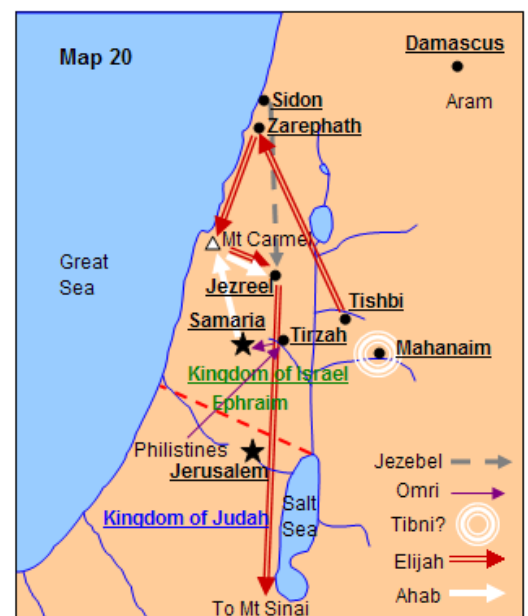 Map 20
Damascus
Aram
Sidon
Zarephath
Mt Carmel
Great
Sea
Jezreel
Tishbi
Samaria
Tirzah
Mahanaim
Kingdom of Israel
Ephraim
Philistines
Jerusalem
Salt
Sea
Kingdom of Judah
To Mt Sinai
Jezebel
Omri
Tibni?
Elijah
Ahab